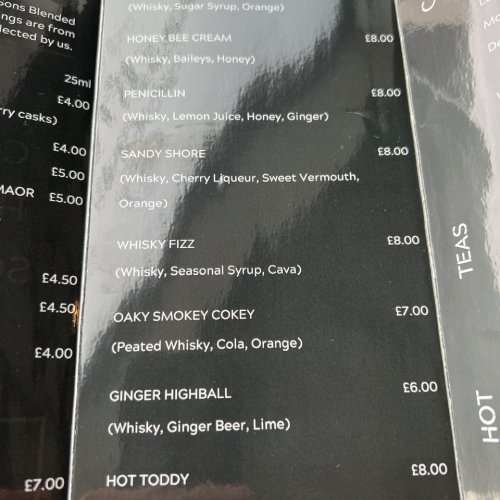 sons Blended
ngs are from
lected by us.
25ml
£4.00
rry casks)
£4.00
£5.00
MAOR £5.00
£4.50
£4.50
£4.00
£7.00
(Whisky, Sugar Syrup, Orange)
HONEY BEE CREAM £8.00
(Whisky, Baileys, Honey)
PENICILLIN £8.00
(Whisky, Lemon Juice, Honey, Ginger)
SANDY SHORE £8.00
(Whisky, Cherry Liqueur, Sweet Vermouth,
Orange)
WHISKY FIZZ £8.00
(Whisky, Seasonal Syrup, Cava)
OAKY SMOKEY COKEY £7.00
(Peated Whisky, Cola, Orange)
GINGER HIGHBALL £6.00
(Whisky, Ginger Beer, Lime)
HOT TODDY £8.00
TEAS
HOT